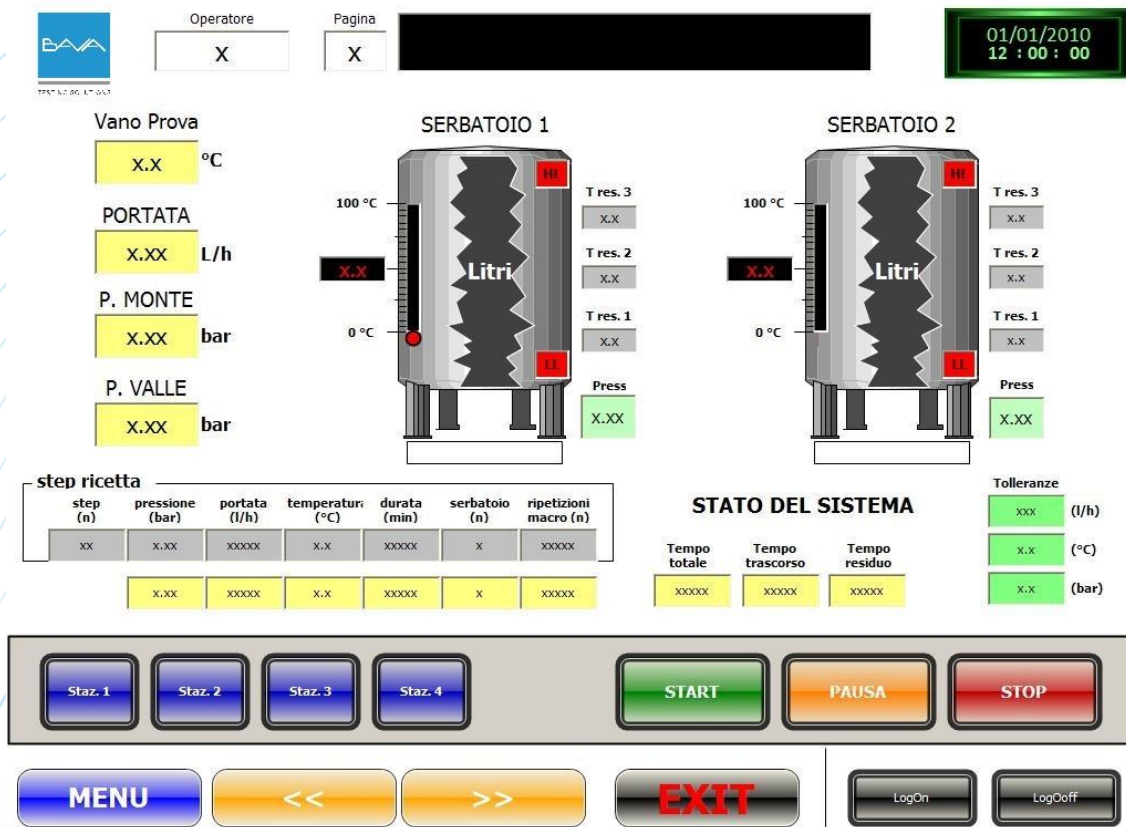 Operatore
Pagina
BAVA
x
x
01/01/2010
12 : 00 : 00
Vano Prova
x.x °C
PORTATA
x.xx L/h
P. MONTE
x.xx bar
P. VALLE
x.xx bar
SERBATOIO 1
HL
100 °C
T res. 3
x.x
T res. 2
x.x
x.x
Litri
T res. 1
0 °C
x.x
LL
Press
x.xx
SERBATOIO 2
HL
100 °C
T res. 3
x.x
T res. 2
x.x
x.x
Litri
T res. 1
0 °C
x.x
LL
Press
x.xx
step ricetta
step (n) pressione (bar) portata (l/h) temperatura (°C) durata (min) serbatoio (n) ripetizioni macro (n)
xx x.xx xxxxx x.x xxxxx x xxxxx
x.xx xxxxx x.x xxxxx x xxxxx
STATO DEL SISTEMA
Tempo totale Tempo trascorso Tempo residuo
xxxxx xxxxx xxxxx
Tolleranze
xxx (l/h)
x.x (°C)
x.x (bar)
Staz. 1 Staz. 2 Staz. 3 Staz. 4 START PAUSA STOP
MENU << >> EXIT LogOn LogOoff